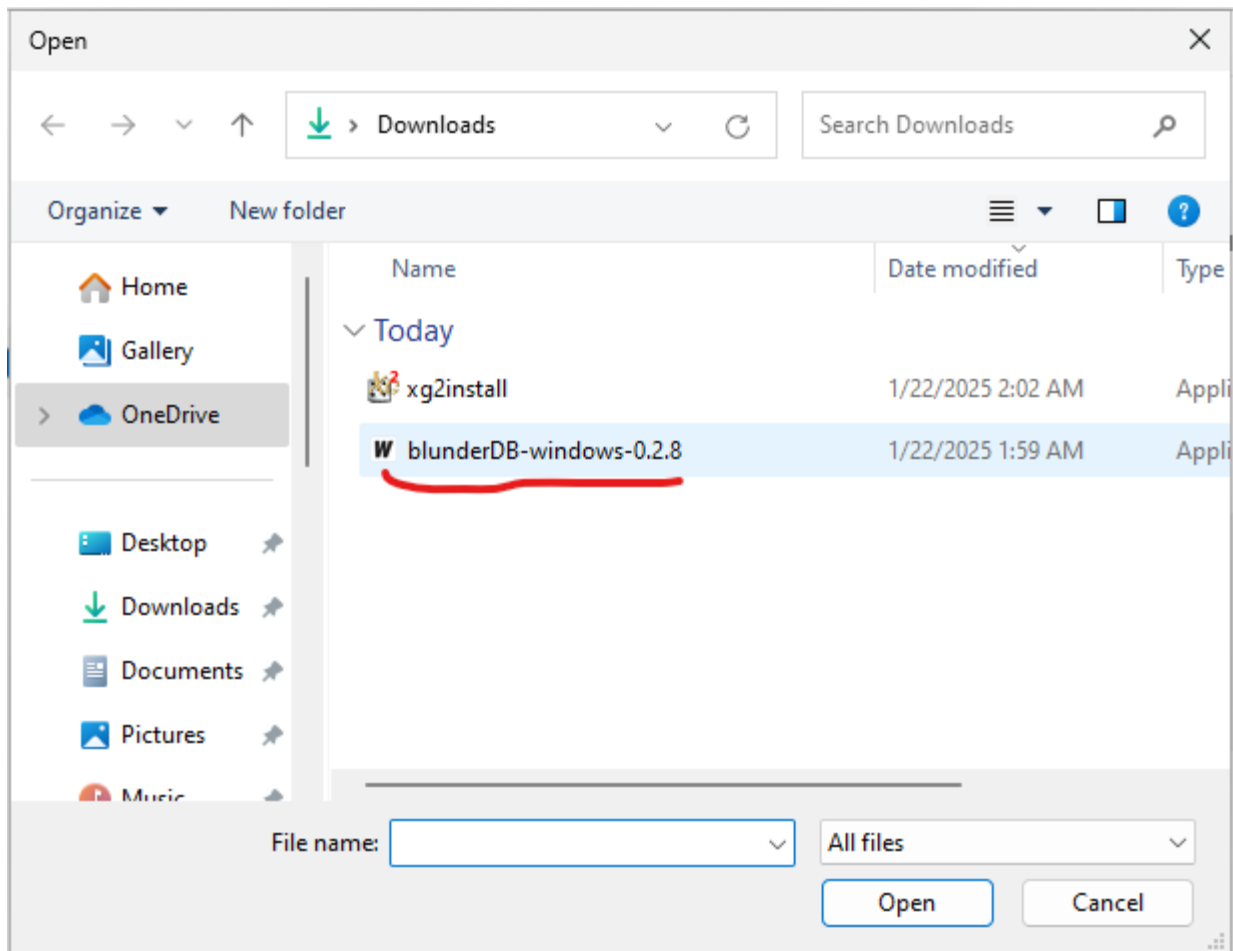 Open
Downloads
Search Downloads
Organize
New folder
?
Home
Gallery
OneDrive
Desktop
Downloads
Documents
Pictures
Music
Name Date modified Type
Today
xg2install 1/22/2025 2:02 AM Appli
W blunderDB-windows-0.2.8 1/22/2025 1:59 AM Appli
File name:
All files
Open Cancel